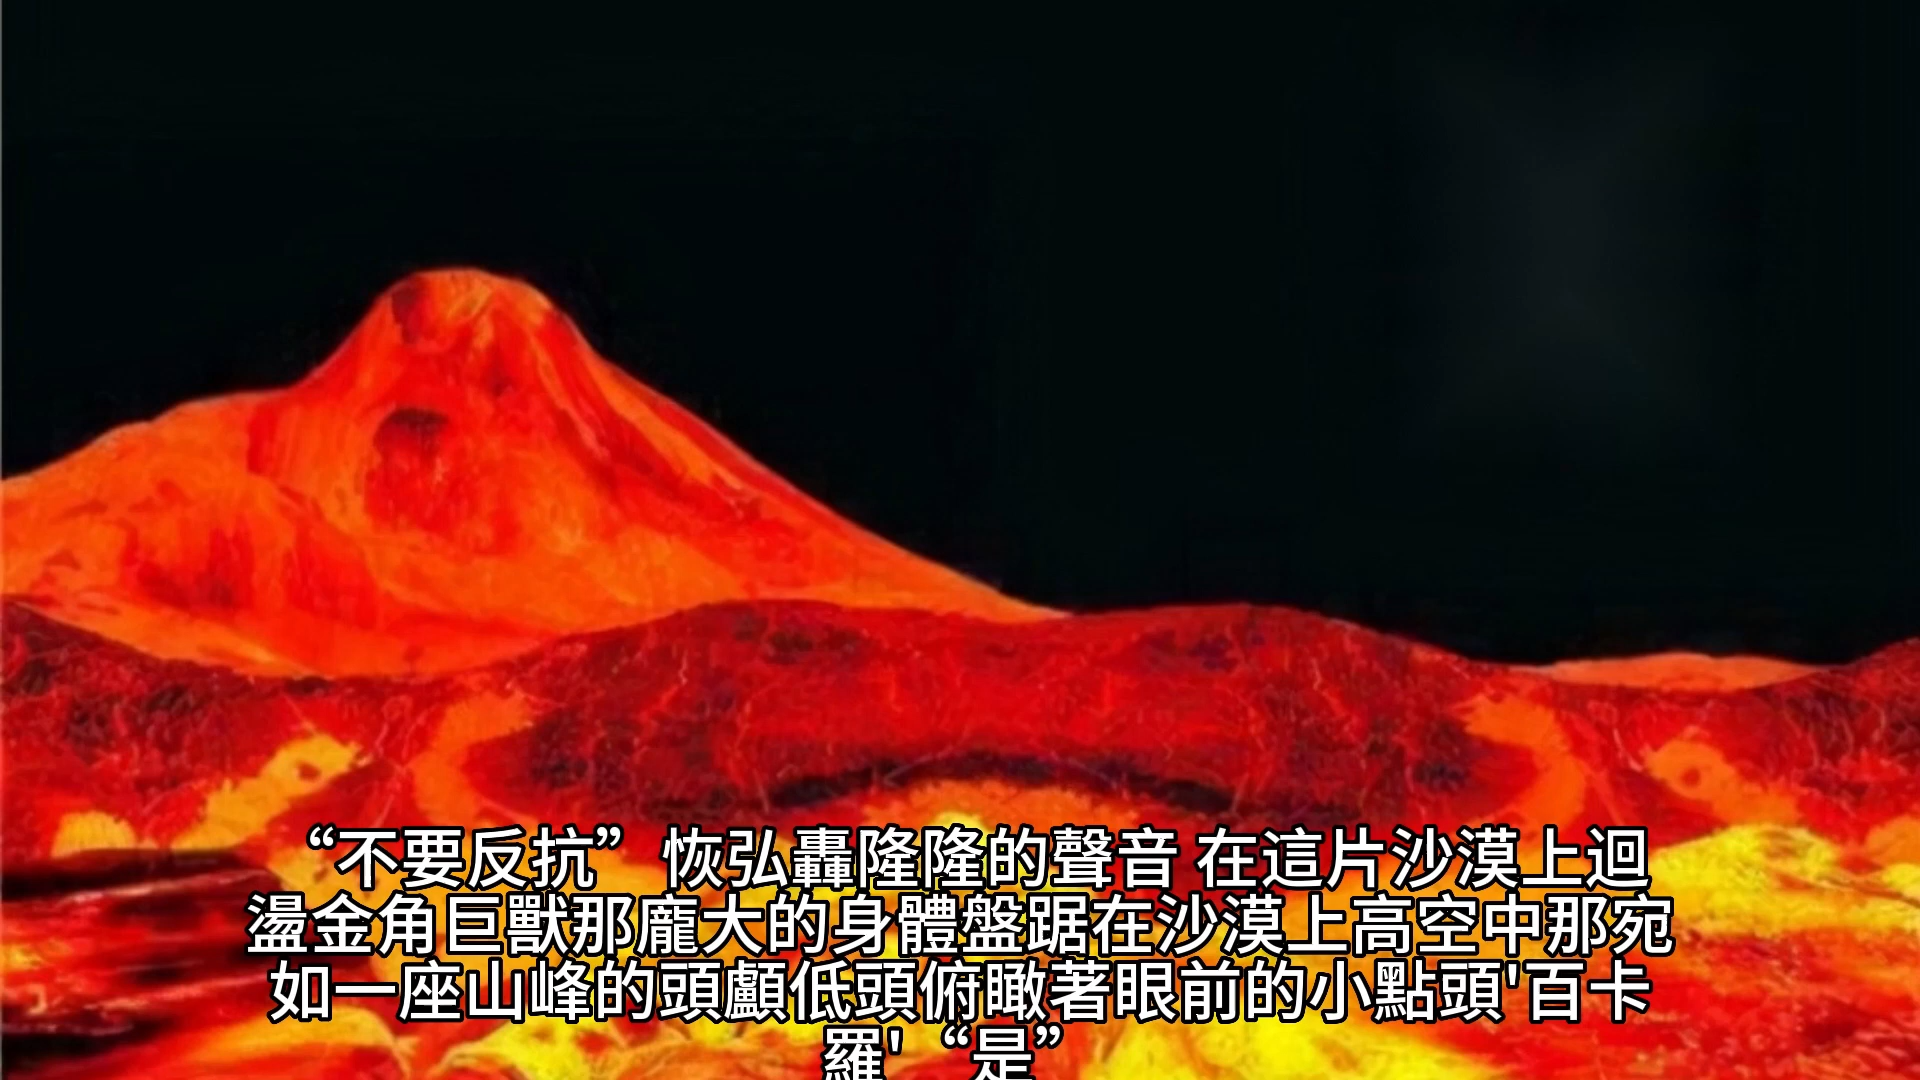 “不要反抗”恢弘轟隆隆的聲音 在這片沙漠上迴
盪金角巨獸那龐大的身體盤踞在沙漠上高空中那宛
如一座山峰的頭顱低頭俯瞰著眼前的小點頭'百卡
羅'“是”